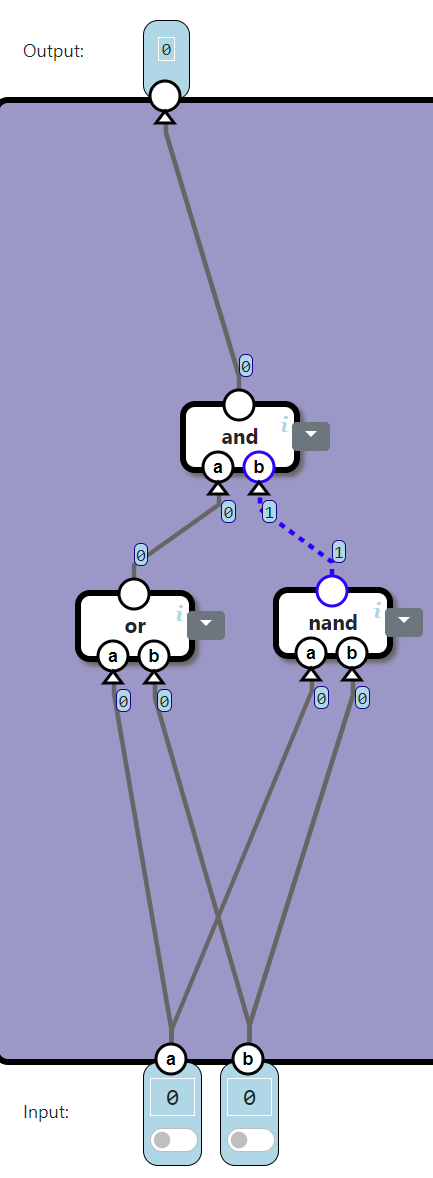 Output:
0
0
i
and
a b
0 1
0 1
i i
or nand
a b a b
0 0 0 0
a b
0 0
Input: